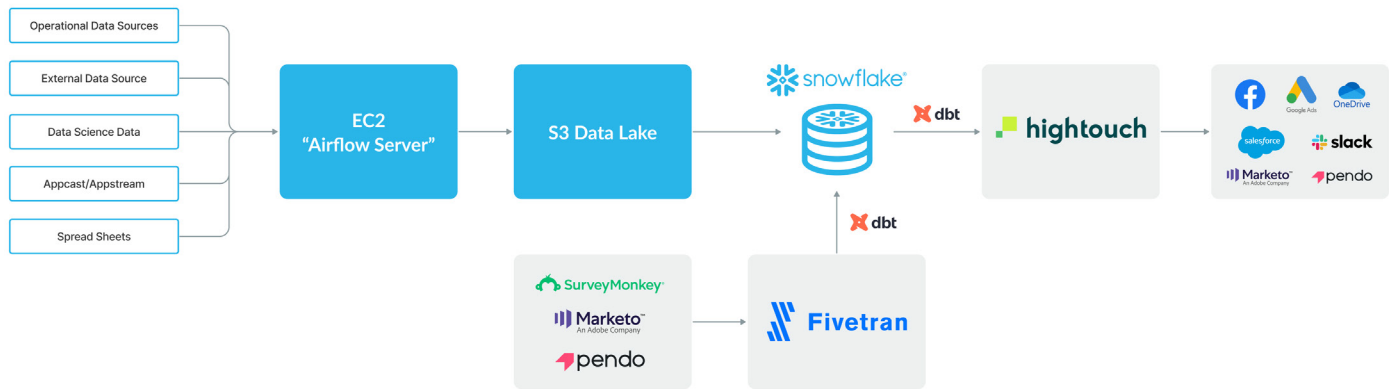 Operational Data Sources
External Data Source
Data Science Data
Appcast/Appstream
Spread Sheets
EC2
“Airflow Server”
S3 Data Lake
snowflake®
dbt
hightouch
Google Ads
OneDrive
salesforce
slack
Marketo™
An Adobe Company
pendo
dbt
SurveyMonkey®
Marketo™
An Adobe Company
pendo
Fivetran